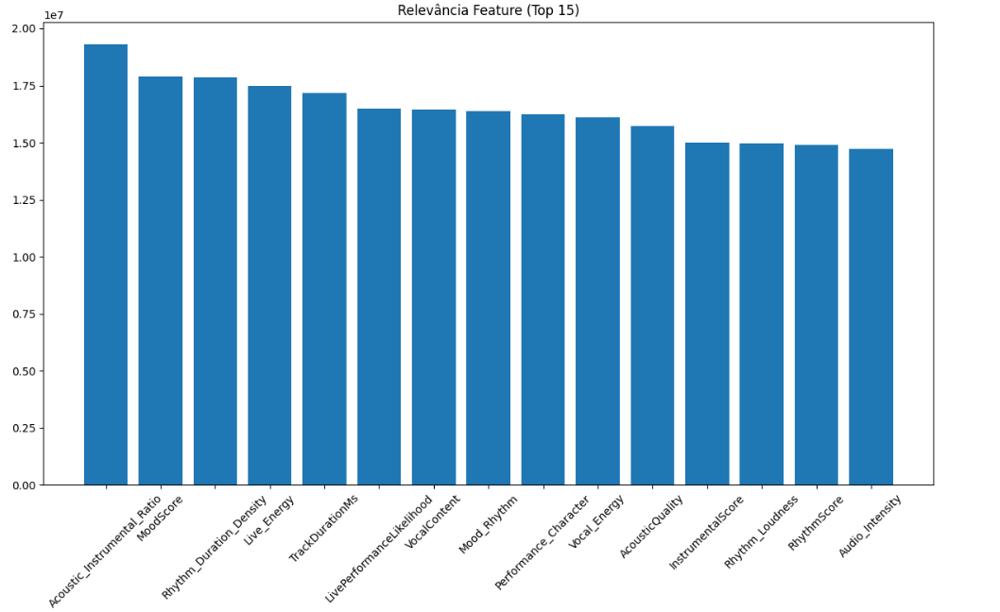 Relevância Feature (Top 15)
1e7
2.00
1.75
1.50
1.25
1.00
0.75
0.50
0.25
0.00
Acoustic_Instrumental_Ratio
MoodScore
Rhythm_Duration_Density
Live_Energy
TrackDurationMs
LivePerformanceLikelihood
VocalContent
Mood_Rhythm
Performance_Character
Vocal_Energy
AcousticQuality
InstrumentalScore
Rhythm_Loudness
RhythmScore
Audio_Intensity